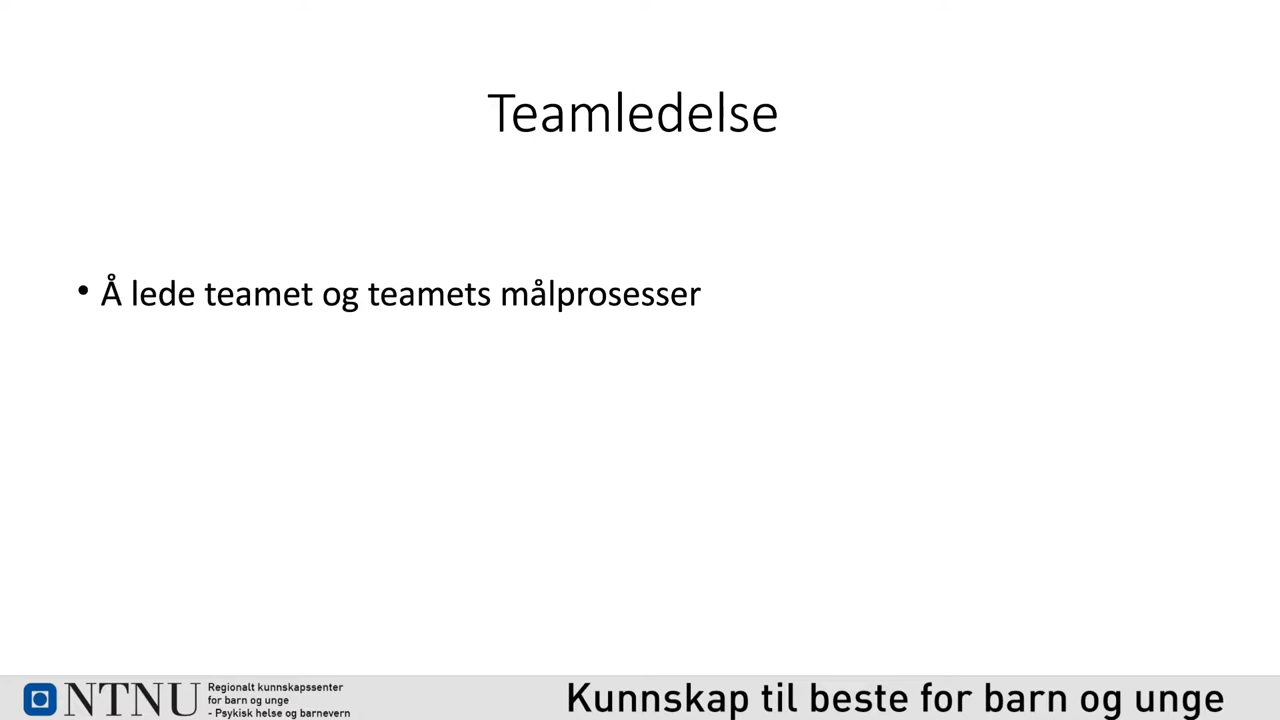 Teamledelse
• Å lede teamet og teamets målprosesser
NTNU
Regionalt kunnskapssenter
for barn og unge
- Psykisk helse og barnevern
Kunnskap til beste for barn og unge